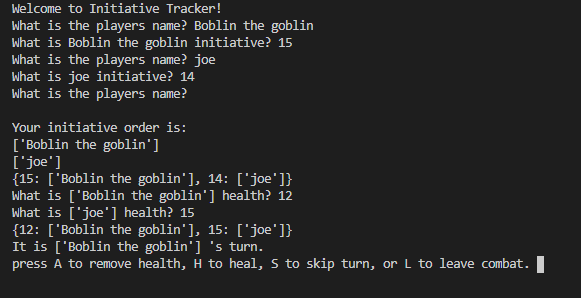 Welcome to Initiative Tracker!
What is the players name? Boblin the goblin
What is Boblin the goblin initiative? 15
What is the players name? joe
What is joe initiative? 14
What is the players name?
Your initiative order is:
['Boblin the goblin']
['joe']
{15: ['Boblin the goblin'], 14: ['joe']}
What is ['Boblin the goblin'] health? 12
What is ['joe'] health? 15
{12: ['Boblin the goblin'], 15: ['joe']}
It is ['Boblin the goblin'] 's turn.
press A to remove health, H to heal, S to skip turn, or L to leave combat.